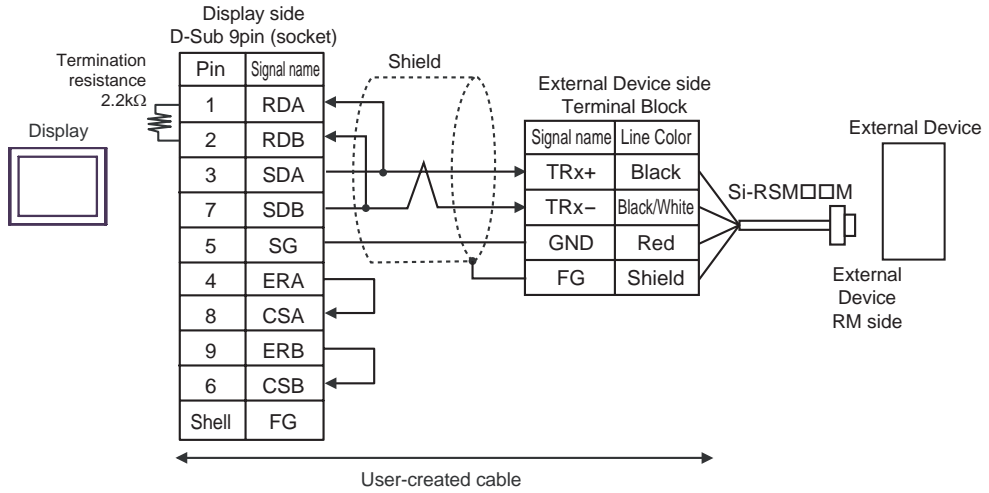 Display side
D-Sub 9pin (socket)
Termination
resistance
2.2kΩ
Display
Pin Signal name
1 RDA
2 RDB
3 SDA
7 SDB
5 SG
4 ERA
8 CSA
9 ERB
6 CSB
Shell FG
Shield
External Device side
Terminal Block
Signal name Line Color
TRx+ Black
TRx− Black/White
GND Red
FG Shield
Si-RSM□□M
External Device
External
Device
RM side
User-created cable